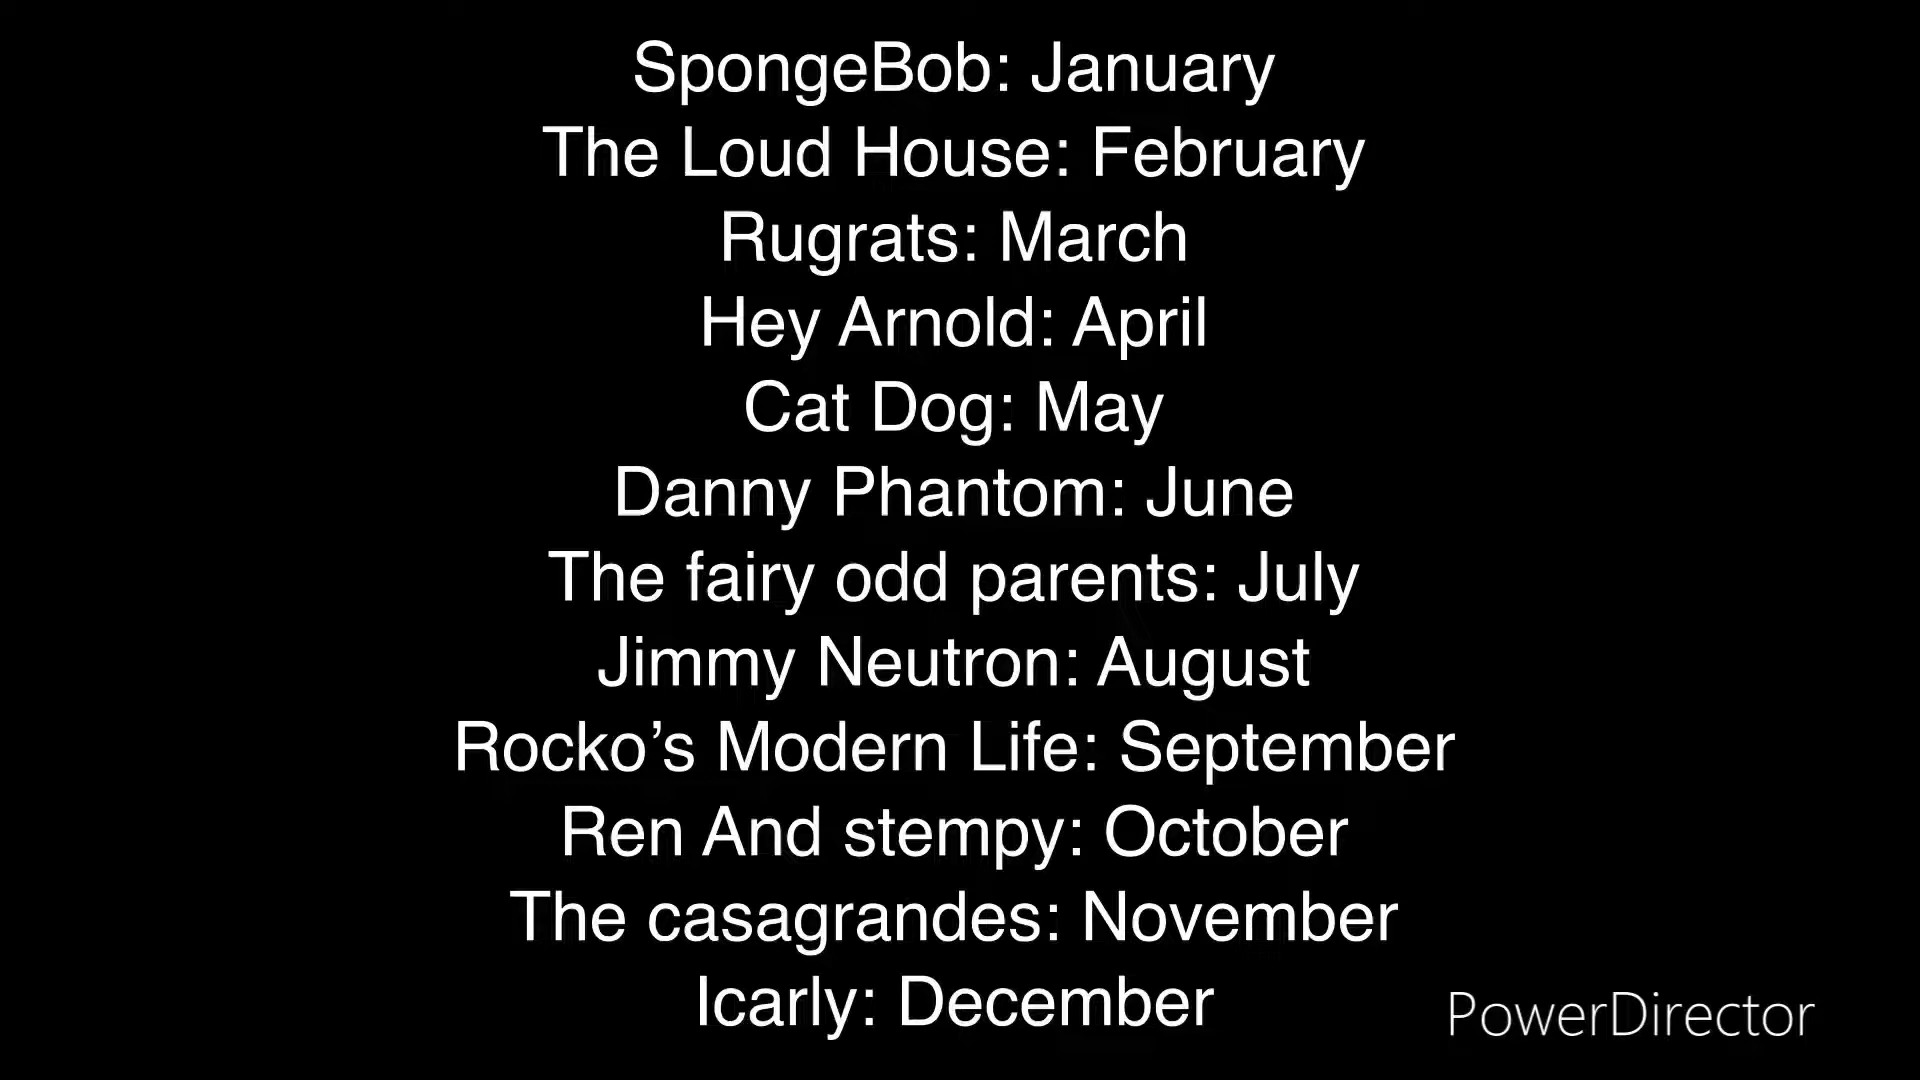 SpongeBob: January
The Loud House: February
Rugrats: March
Hey Arnold: April
Cat Dog: May
Danny Phantom: June
The fairy odd parents: July
Jimmy Neutron: August
Rocko’s Modern Life: September
Ren And stempy: October
The casagrandes: November
Icarly: December
PowerDirector